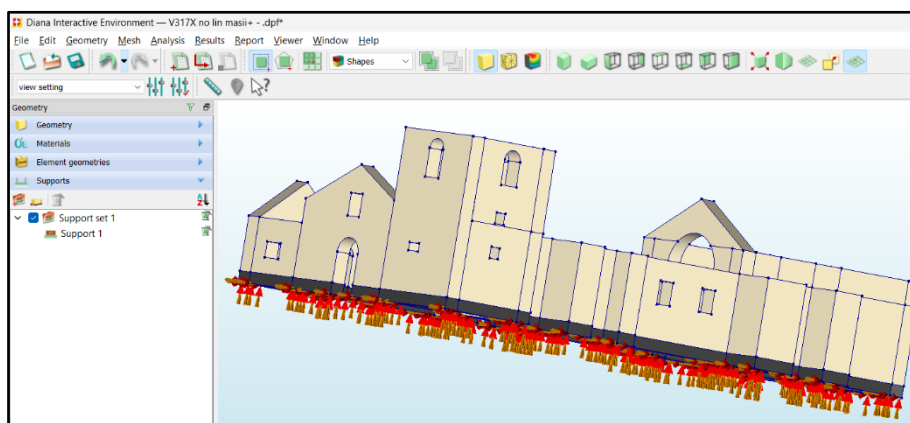 Diana Interactive Environment — V317X no lin masii+ - .dpf*
File Edit Geometry Mesh Analysis Results Report Viewer Window Help
Shapes
view setting
Geometry
Geometry
Materials
Element geometries
Supports
Support set 1
Support 1